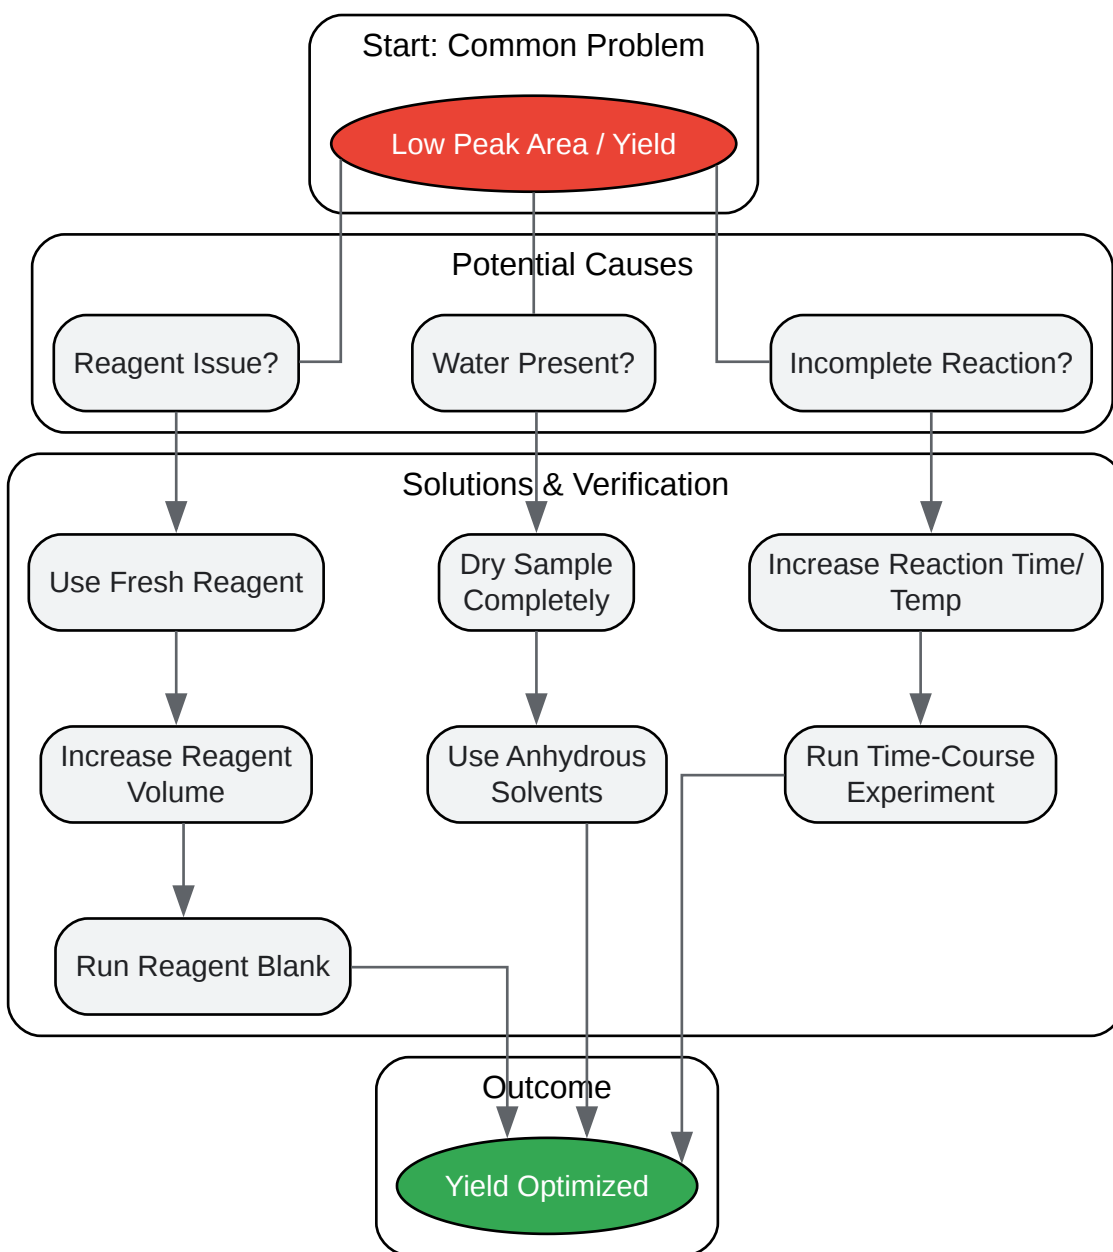 Start: Common Problem
Low Peak Area / Yield
Potential Causes
Reagent Issue?
Water Present?
Incomplete Reaction?
Solutions & Verification
Use Fresh Reagent
Dry Sample
Completely
Increase Reaction Time/
Temp
Increase Reagent
Volume
Use Anhydrous
Solvents
Run Time-Course
Experiment
Run Reagent Blank
Outcome
Yield Optimized